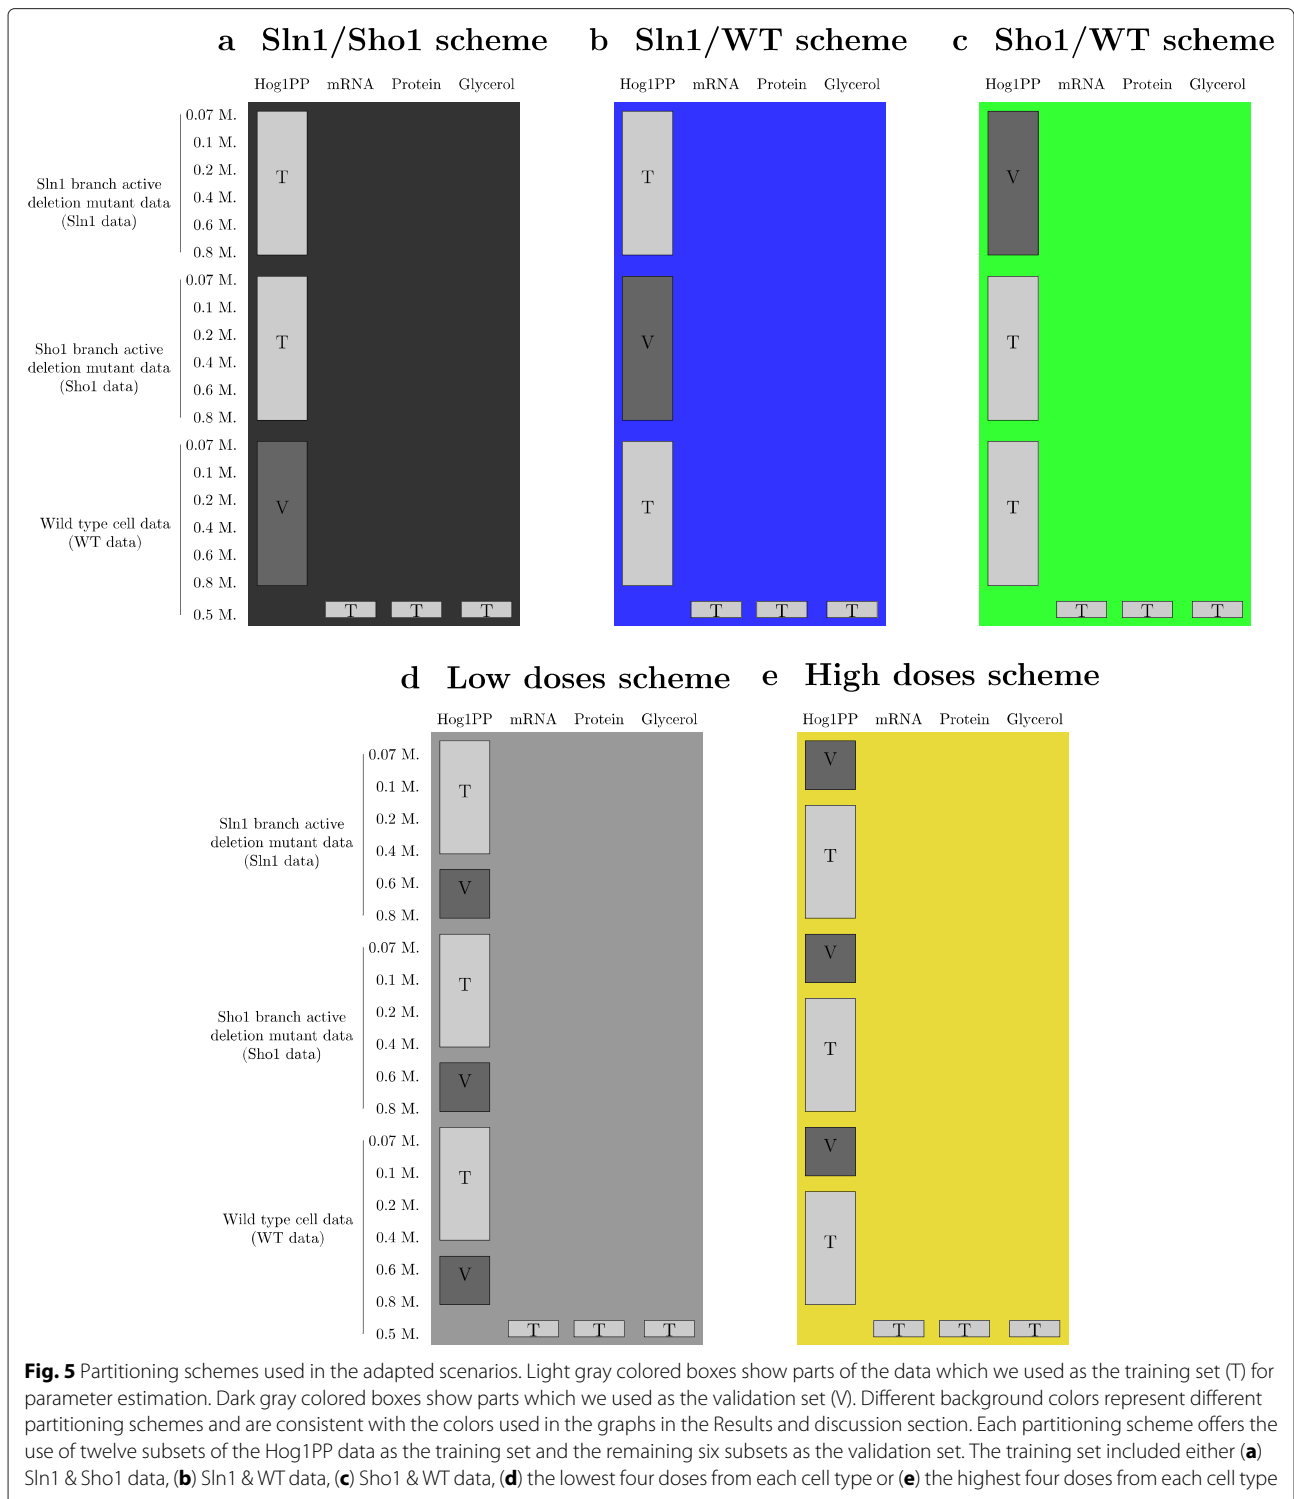 a Sln1/Sho1 scheme
b Sln1/WT scheme
c Sho1/WT scheme
Hog1PP mRNA Protein Glycerol
Hog1PP mRNA Protein Glycerol
Hog1PP mRNA Protein Glycerol
Sln1 branch active
deletion mutant data
(Sln1 data)
0.07 M.
0.1 M.
0.2 M.
0.4 M.
0.6 M.
0.8 M.
T
T
V
Sho1 branch active
deletion mutant data
(Sho1 data)
0.07 M.
0.1 M.
0.2 M.
0.4 M.
0.6 M.
0.8 M.
T
V
T
Wild type cell data
(WT data)
0.07 M.
0.1 M.
0.2 M.
0.4 M.
0.6 M.
0.8 M.
V
T
T
0.5 M.
T T T
T T T
T T T
d Low doses scheme
e High doses scheme
Hog1PP mRNA Protein Glycerol
Hog1PP mRNA Protein Glycerol
Sln1 branch active
deletion mutant data
(Sln1 data)
0.07 M.
0.1 M.
0.2 M.
0.4 M.
0.6 M.
0.8 M.
T
V
V
T
Sho1 branch active
deletion mutant data
(Sho1 data)
0.07 M.
0.1 M.
0.2 M.
0.4 M.
0.6 M.
0.8 M.
T
V
V
T
Wild type cell data
(WT data)
0.07 M.
0.1 M.
0.2 M.
0.4 M.
0.6 M.
0.8 M.
T
V
V
T
0.5 M.
T T T
T T T
Fig. 5 Partitioning schemes used in the adapted scenarios. Light gray colored boxes show parts of the data which we used as the training set (T) for
parameter estimation. Dark gray colored boxes show parts which we used as the validation set (V). Different background colors represent different
partitioning schemes and are consistent with the colors used in the graphs in the Results and discussion section. Each partitioning scheme offers the
use of twelve subsets of the Hog1PP data as the training set and the remaining six subsets as the validation set. The training set included either (a)
Sln1 & Sho1 data, (b) Sln1 & WT data, (c) Sho1 & WT data, (d) the lowest four doses from each cell type or (e) the highest four doses from each cell type